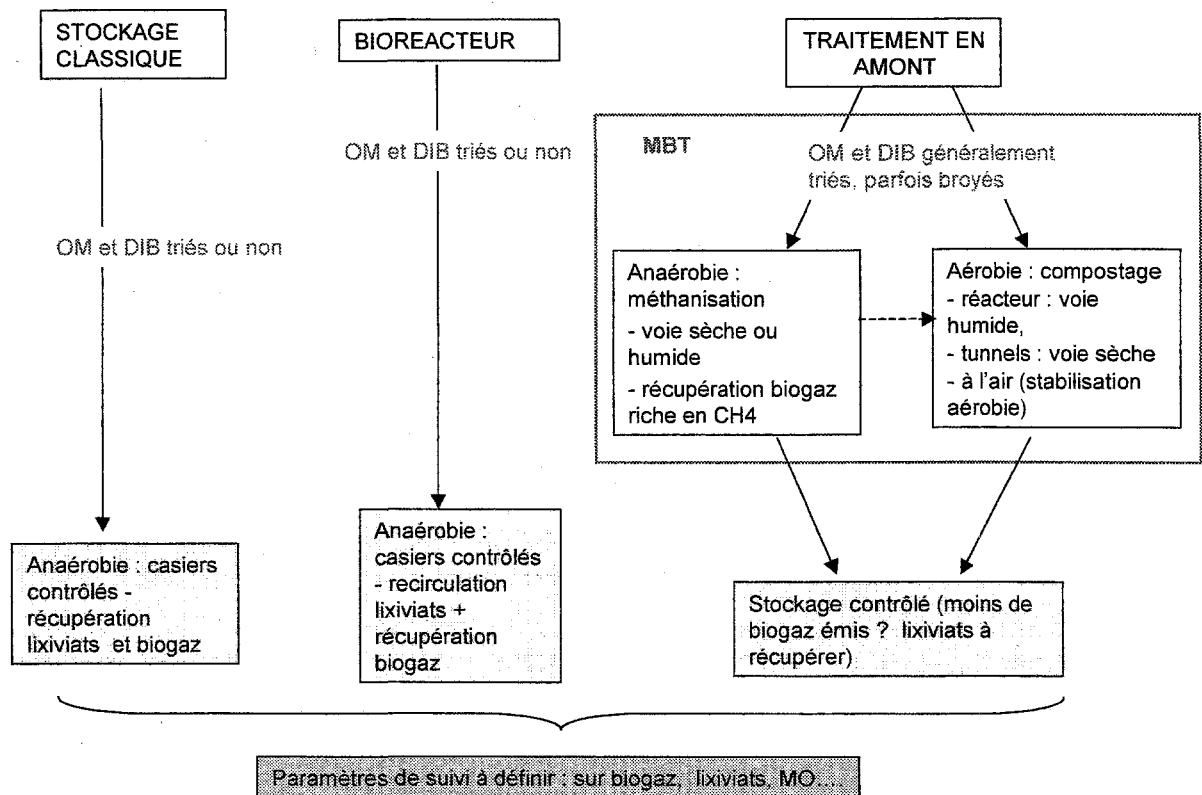 STOCKAGE
CLASSIQUE
OM et DIB triés ou non
Anaérobie : casiers
contrôlés -
récupération
lixiviats et biogaz
BIOREACTEUR
OM et DIB triés ou non
Anaérobie :
casiers contrôlés
- recirculation
lixiviats +
récupération
biogaz
TRAITEMENT EN
AMONT
MBT
OM et DIB généralement
triés, parfois broyés
Anaérobie :
méthanisation
- voie sèche ou
humide
- récupération biogaz
riche en CH4
Aérobie : compostage
- réacteur : voie
humide,
- tunnels : voie sèche
- à l'air (stabilisation
aérobie)
Stockage contrôlé (moins de
biogaz émis ? lixiviats à
récupérer)
Paramètres de suivi à définir : sur biogaz, lixiviats, MO....